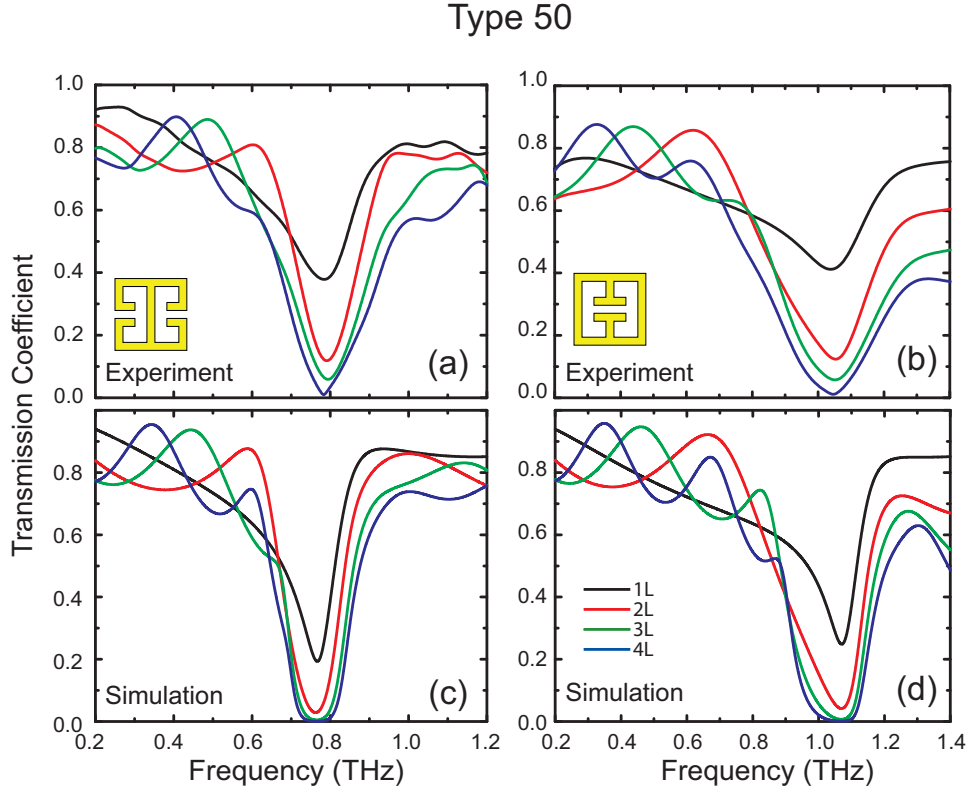 Type 50
Transmission Coefficient
1.0
0.8
0.6
0.4
0.2
0.0
Experiment
(a)
1.0
0.8
0.6
0.4
0.2
0.0
Experiment
(b)
Transmission Coefficient
0.8
0.6
0.4
0.2
0.0
Simulation
(c)
0.2 0.4 0.6 0.8 1.0 1.2
Frequency (THz)
0.8
0.6
0.4
0.2
0.0
1L
2L
3L
4L
Simulation
(d)
0.2 0.4 0.6 0.8 1.0 1.2 1.4
Frequency (THz)